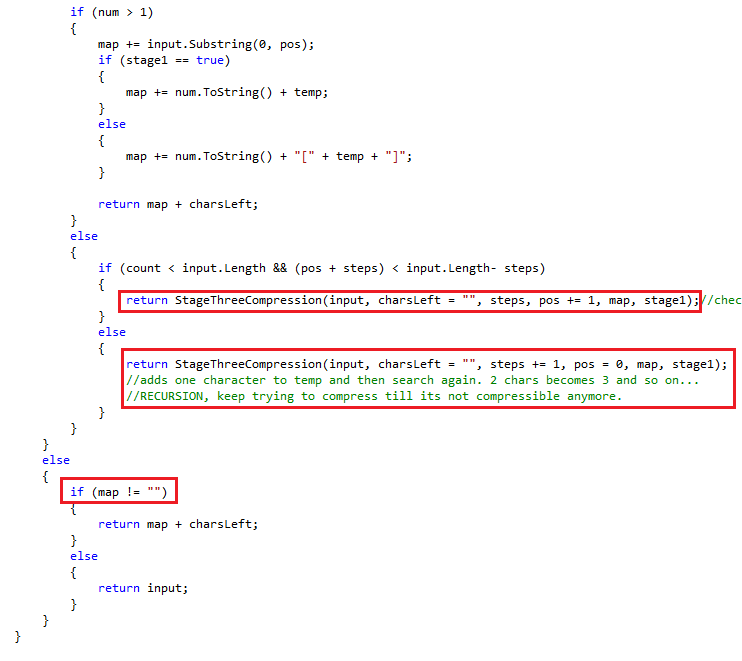 if (num > 1)
{
map += input.Substring(0, pos);
if (stage1 == true)
{
map += num.ToString() + temp;
}
else
{
map += num.ToString() + "[" + temp + "]";
}
return map + charsLeft;
}
else
{
if (count < input.Length && (pos + steps) < input.Length- steps)
{
return StageThreeCompression(input, charsLeft = "", steps, pos += 1, map, stage1);//chec
}
else
{
return StageThreeCompression(input, charsLeft = "", steps += 1, pos = 0, map, stage1);
//adds one character to temp and then search again. 2 chars becomes 3 and so on...
//RECURSION, keep trying to compress till its not compressible anymore.
}
}
}
else
{
if (map != "")
{
return map + charsLeft;
}
else
{
return input;
}
}
}